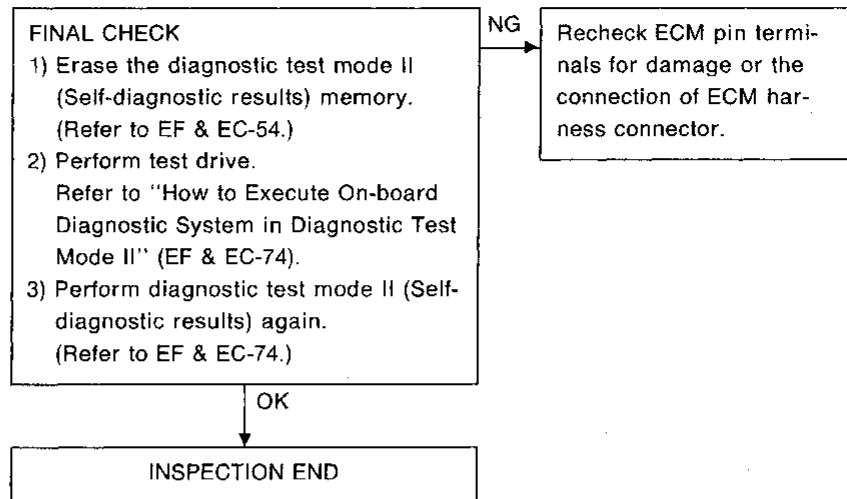 FINAL CHECK
1) Erase the diagnostic test mode II
(Self-diagnostic results) memory.
(Refer to EF & EC-54.)
2) Perform test drive.
Refer to "How to Execute On-board
Diagnostic System in Diagnostic Test
Mode II" (EF & EC-74).
3) Perform diagnostic test mode II (Self-
diagnostic results) again.
(Refer to EF & EC-74.)
NG
Recheck ECM pin termi-
nals for damage or the
connection of ECM har-
ness connector.
OK
INSPECTION END